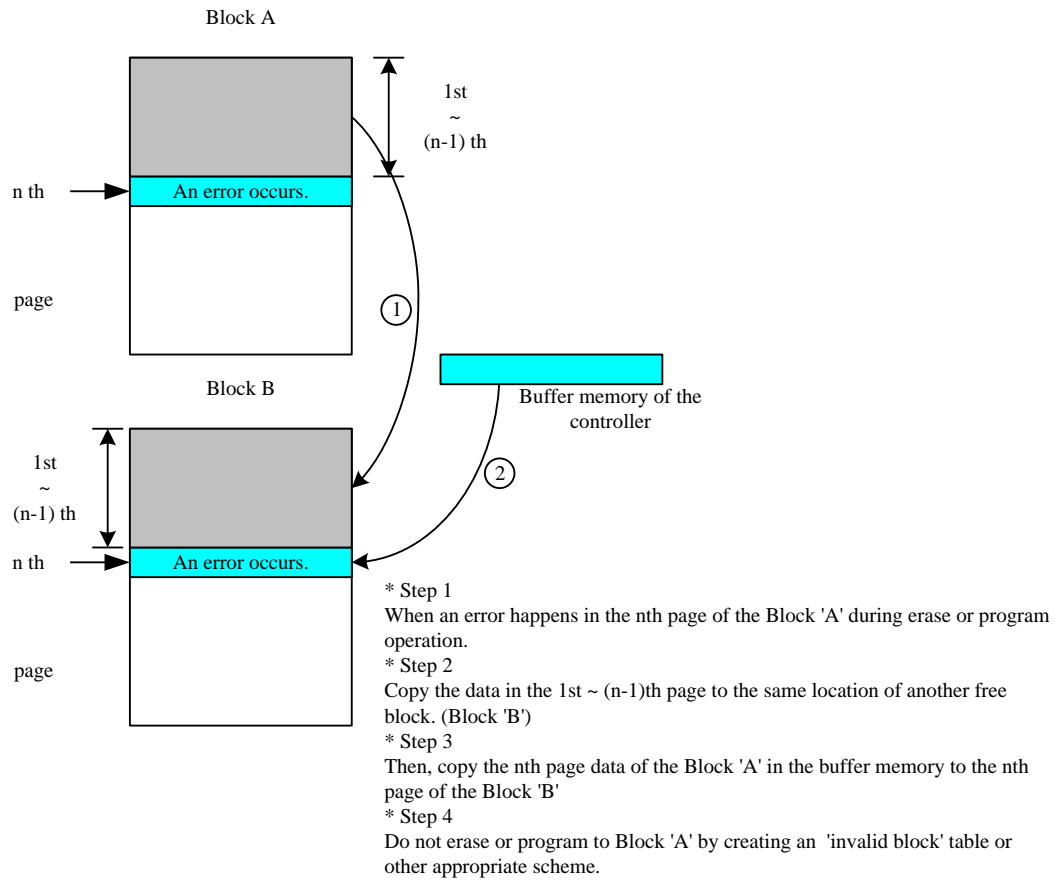 Block A
1st
~
(n-1) th
n th
An error occurs.
page
1
Block B
Buffer memory of the
controller
1st
~
(n-1) th
2
n th
An error occurs.
page
* Step 1
When an error happens in the nth page of the Block 'A' during erase or program
operation.
* Step 2
Copy the data in the 1st ~ (n-1)th page to the same location of another free
block. (Block 'B')
* Step 3
Then, copy the nth page data of the Block 'A' in the buffer memory to the nth
page of the Block 'B'
* Step 4
Do not erase or program to Block 'A' by creating an 'invalid block' table or
other appropriate scheme.